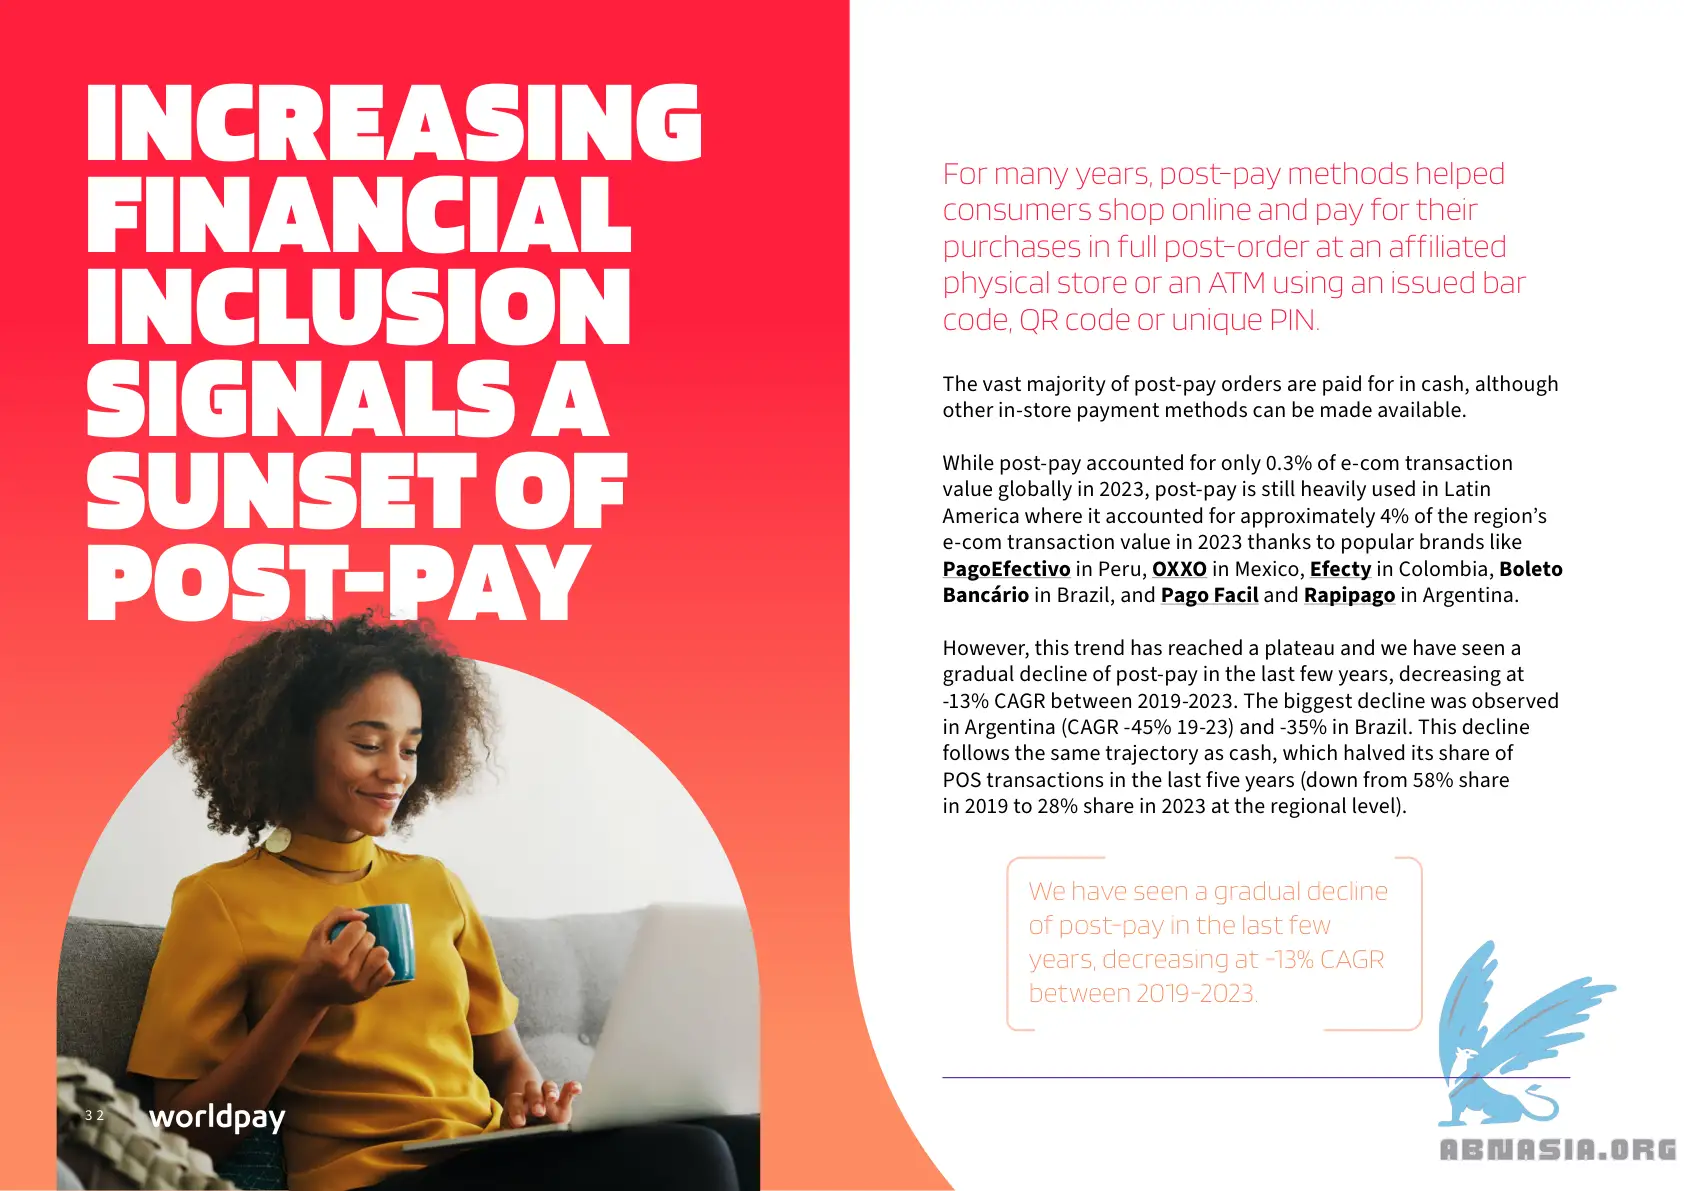 INCREASING
FINANCIAL
INCLUSION
SIGNALS A
SUNSET OF
POST-PAY
32
worldpay
For many years, post-pay methods helped
consumers shop online and pay for their
purchases in full post-order at an affiliated
physical store or an ATM using an issued bar
code, QR code or unique PIN.
The vast majority of post-pay orders are paid for in cash, although
other in-store payment methods can be made available.
While post-pay accounted for only 0.3% of e-com transaction
value globally in 2023, post-pay is still heavily used in Latin
America where it accounted for approximately 4% of the region’s
e-com transaction value in 2023 thanks to popular brands like
PagoEfectivo in Peru, OXXO in Mexico, Efecty in Colombia, Boleto
Bancário in Brazil, and Pago Facil and Rapipago in Argentina.
However, this trend has reached a plateau and we have seen a
gradual decline of post-pay in the last few years, decreasing at
-13% CAGR between 2019-2023. The biggest decline was observed
in Argentina (CAGR -45% 19-23) and -35% in Brazil. This decline
follows the same trajectory as cash, which halved its share of
POS transactions in the last five years (down from 58% share
in 2019 to 28% share in 2023 at the regional level).
We have seen a gradual decline
of post-pay in the last few
years, decreasing at -13% CAGR
between 2019-2023.
ABNASIA.ORG